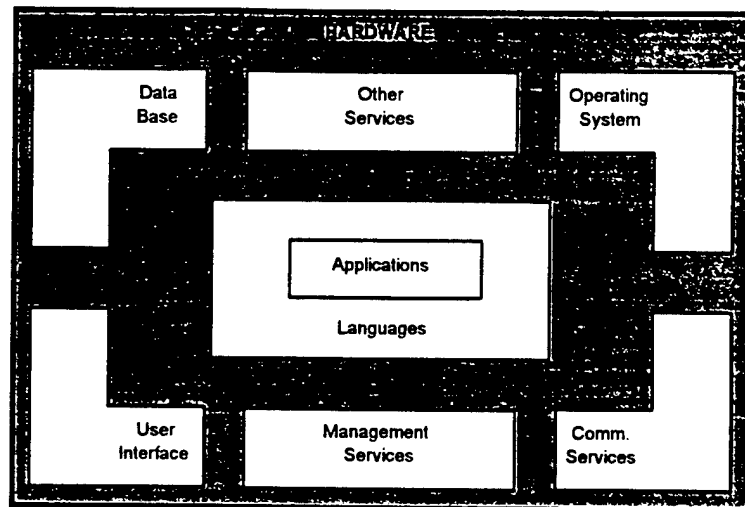 HARDWARE
Data
Base
Other
Services
Operating
System
Applications
Languages
User
Interface
Management
Services
Comm.
Services